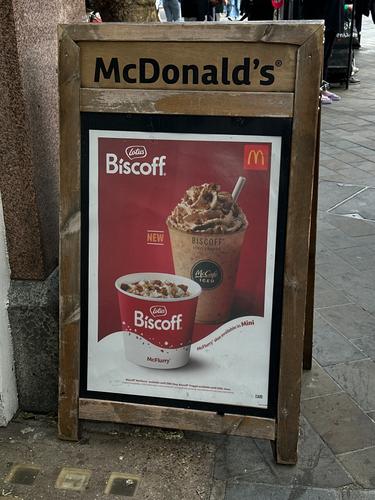 McDonald's®
Lotus
Biscoff
NEW
BISCOFF
McCafé
ICED
Lotus
Biscoff
McFlurry
McFlurry® also available in Mini